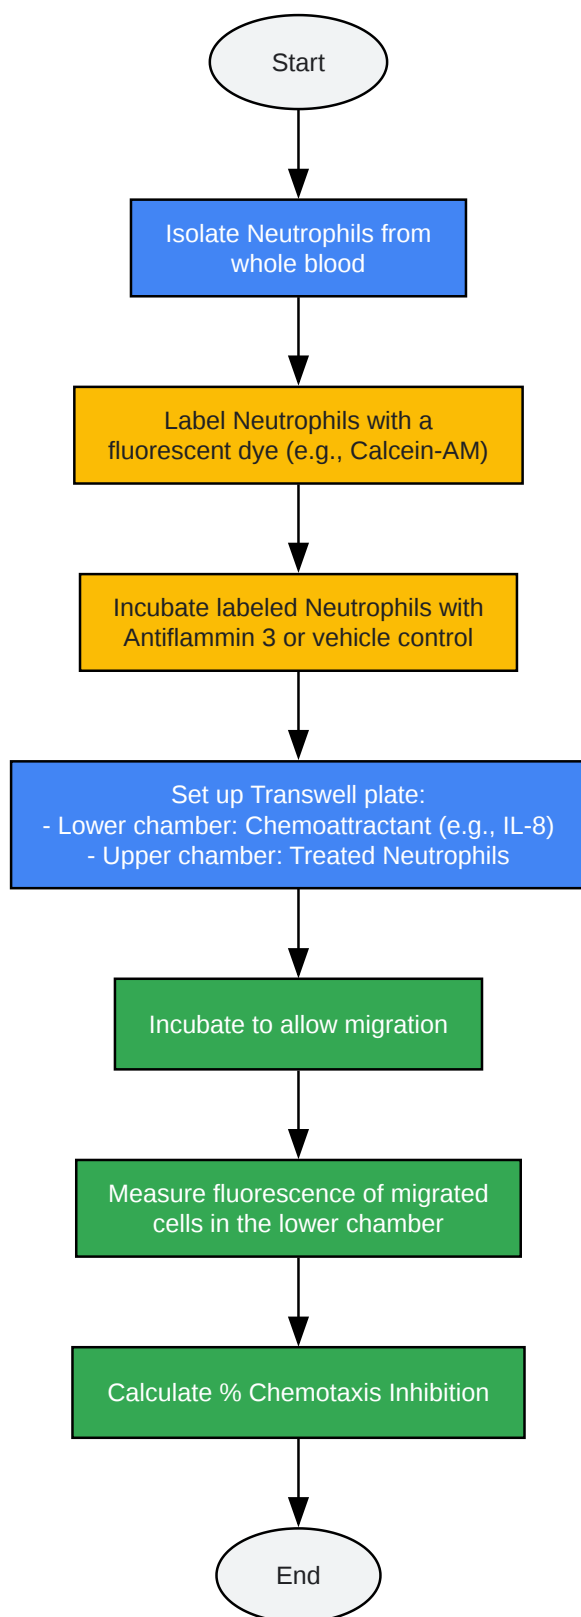 Start
Isolate Neutrophils from
whole blood
Label Neutrophils with a
fluorescent dye (e.g., Calcein-AM)
Incubate labeled Neutrophils with
Antiflammin 3 or vehicle control
Set up Transwell plate:
- Lower chamber: Chemoattractant (e.g., IL-8)
- Upper chamber: Treated Neutrophils
Incubate to allow migration
Measure fluorescence of migrated
cells in the lower chamber
Calculate % Chemotaxis Inhibition
End